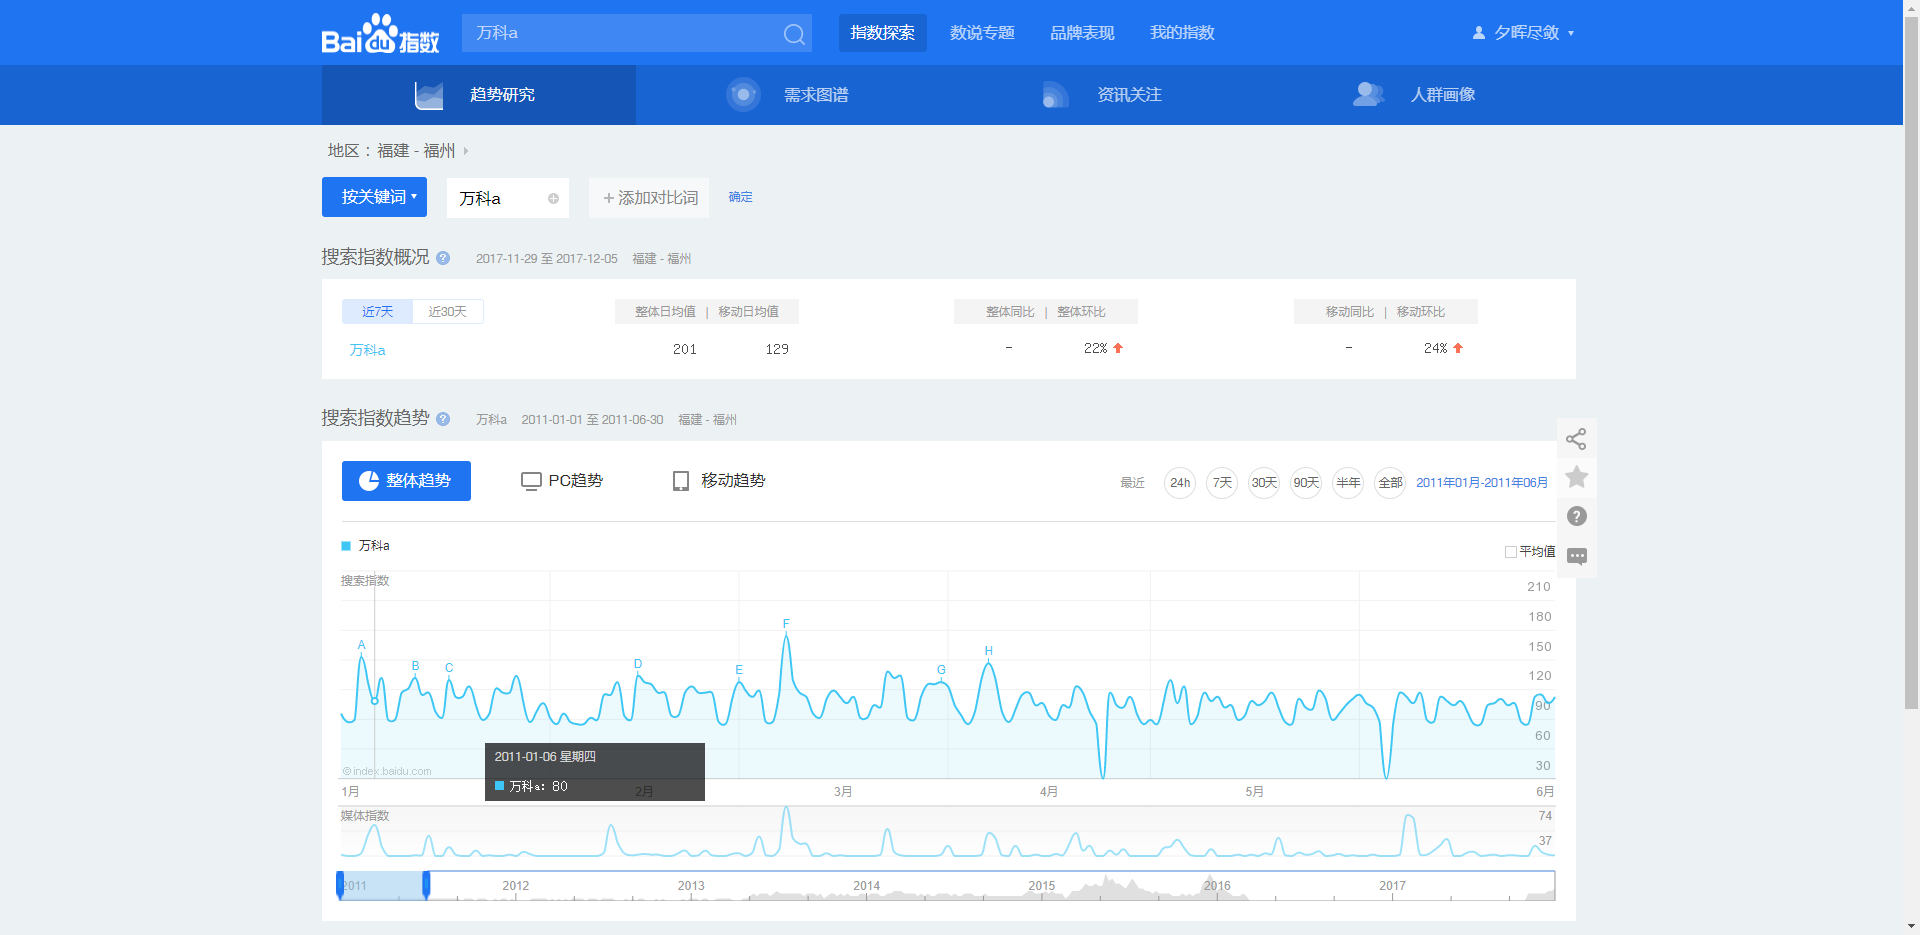 Baidu指数
万科a
指数探索 数说专题 品牌表现 我的指数
夕晖尽敛
趋势研究 需求图谱 资讯关注 人群画像
地区：福建 - 福州
按关键词 万科a + 添加对比词 确定
搜索指数概况 ? 2017-11-29 至 2017-12-05 福建 - 福州
近7天 近30天 整体日均值 | 移动日均值 整体同比 | 整体环比 移动同比 | 移动环比
万科a 201 129 - 22% - 24%
搜索指数趋势 ? 万科a 2011-01-01 至 2011-06-30 福建 - 福州
整体趋势 PC趋势 移动趋势 最近 24h 7天 30天 90天 半年 全部 2011年01月-2011年06月
?
万科a
平均值
搜索指数
210
180
150
120
90
60
30
A B C D E F G H
2011-01-06 星期四
万科a: 80
© index.baidu.com
1月 2月 3月 4月 5月 6月
媒体指数
74
37
2011 2012 2013 2014 2015 2016 2017